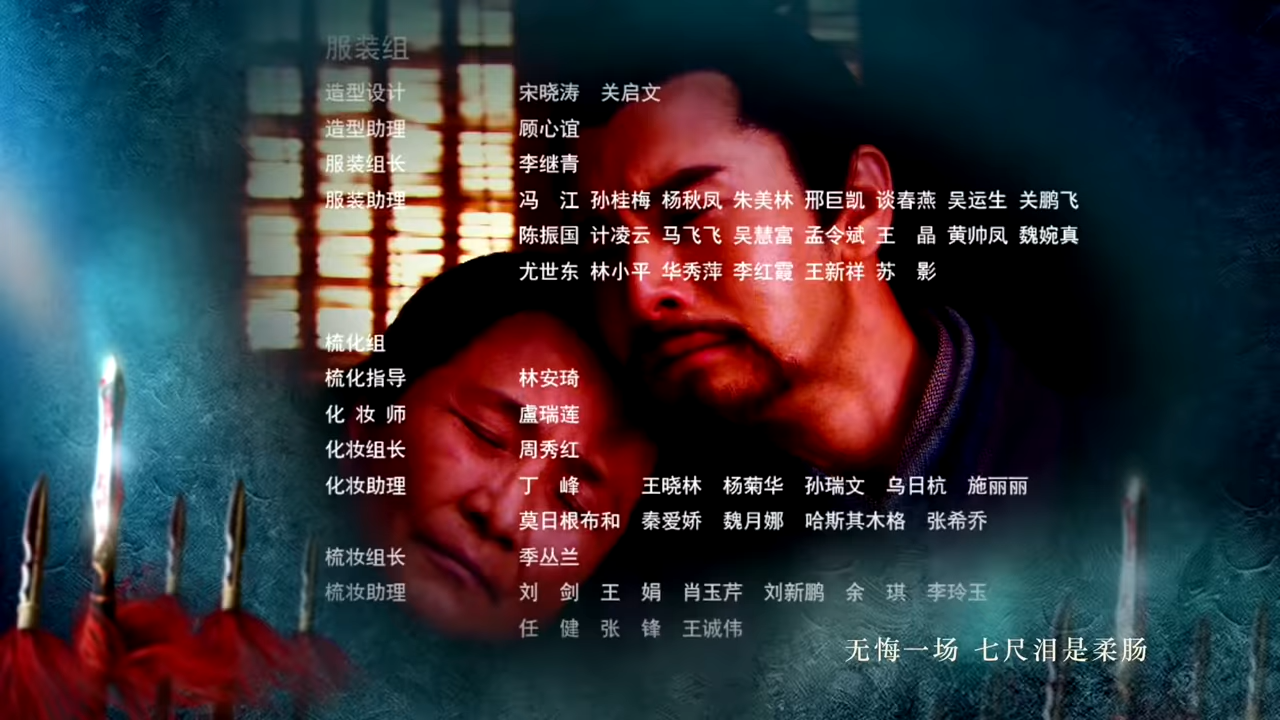 服装组
造型设计 宋晓涛 关启文
造型助理 顾心谊
服装组长 李继青
服装助理 冯 江 孙桂梅 杨秋凤 朱美林 邢巨凯 谈春燕 吴运生 关鹏飞
陈振国 计凌云 马飞飞 吴慧富 孟令斌 王 晶 黄帅凤 魏婉真
尤世东 林小平 华秀萍 李红霞 王新祥 苏 影
梳化组
梳化指导 林安琦
化 妆 师 盧瑞莲
化妆组长 周秀红
化妆助理 丁 峰 王晓林 杨菊华 孙瑞文 乌日杭 施丽丽
莫日根布和 秦爱娇 魏月娜 哈斯其木格 张希乔
梳妆组长 季丛兰
梳妆助理 刘 剑 王 娟 肖玉芹 刘新鹏 余 琪 李玲玉
任 健 张 锋 王诚伟
无悔一场 七尺泪是柔肠